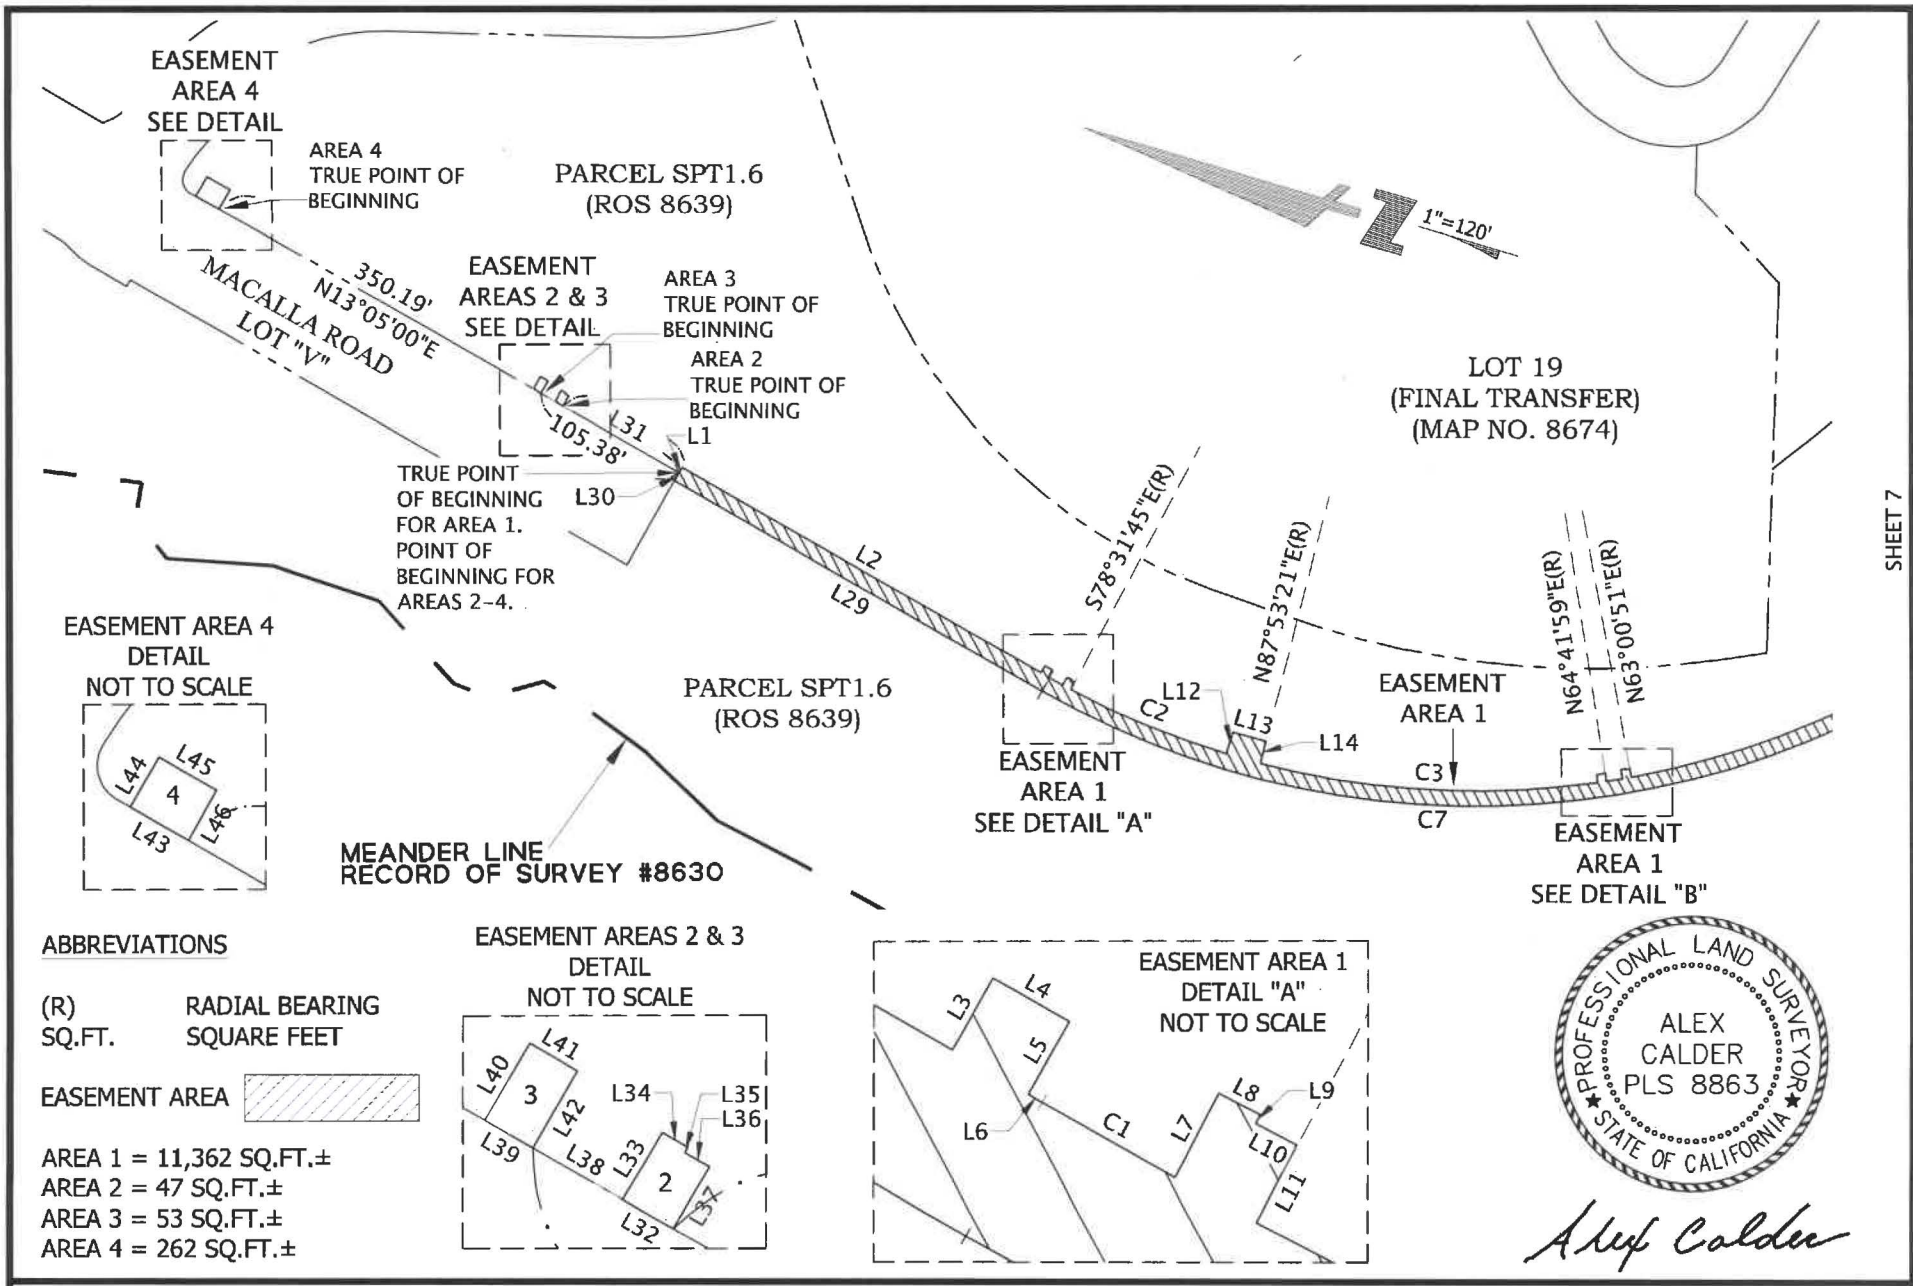 EASEMENT
AREA 4
SEE DETAIL
AREA 4
TRUE POINT OF
BEGINNING
PARCEL SPT1.6
(ROS 8639)
1"=120'
350.19'
N13°05'00"E
MACALLA ROAD
LOT "V"
EASEMENT
AREAS 2 & 3
SEE DETAIL
AREA 3
TRUE POINT OF
BEGINNING
AREA 2
TRUE POINT OF
BEGINNING
L31
105.38'
L1
L30
TRUE POINT
OF BEGINNING
FOR AREA 1.
POINT OF
BEGINNING FOR
AREAS 2-4.
LOT 19
(FINAL TRANSFER)
(MAP NO. 8674)
SHEET 7
L2
L29
S78°31'45"E(R)
N87°53'21"E(R)
N64°41'59"E(R)
N63°00'51"E(R)
EASEMENT
AREA 1
L12
L13
L14
C2
C3
C7
EASEMENT
AREA 1
SEE DETAIL "A"
EASEMENT
AREA 1
SEE DETAIL "B"
PARCEL SPT1.6
(ROS 8639)
EASEMENT AREA 4
DETAIL
NOT TO SCALE
L44
L45
4
L46
L43
MEANDER LINE
RECORD OF SURVEY #8630
ABBREVIATIONS
(R) RADIAL BEARING
SQ.FT. SQUARE FEET
EASEMENT AREA
AREA 1 = 11,362 SQ.FT.±
AREA 2 = 47 SQ.FT.±
AREA 3 = 53 SQ.FT.±
AREA 4 = 262 SQ.FT.±
EASEMENT AREAS 2 & 3
DETAIL
NOT TO SCALE
L41
L40
3
L42
L39
L38
L34
L35
L36
L33
2
L37
L32
EASEMENT AREA 1
DETAIL "A"
NOT TO SCALE
L3
L4
L5
L6
C1
L7
L8
L9
L10
L11
PROFESSIONAL LAND SURVEYOR
ALEX
CALDER
PLS 8863
STATE OF CALIFORNIA
Alex Calder